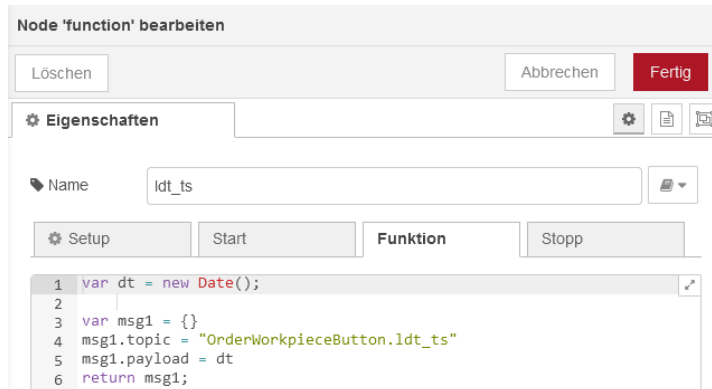 Node 'function' bearbeiten
Löschen
Abbrechen
Fertig
Eigenschaften
Name
ldt_ts
Setup
Start
Funktion
Stopp
1 var dt = new Date();
2
3 var msg1 = {}
4 msg1.topic = "OrderWorkpieceButton.ldt_ts"
5 msg1.payload = dt
6 return msg1;